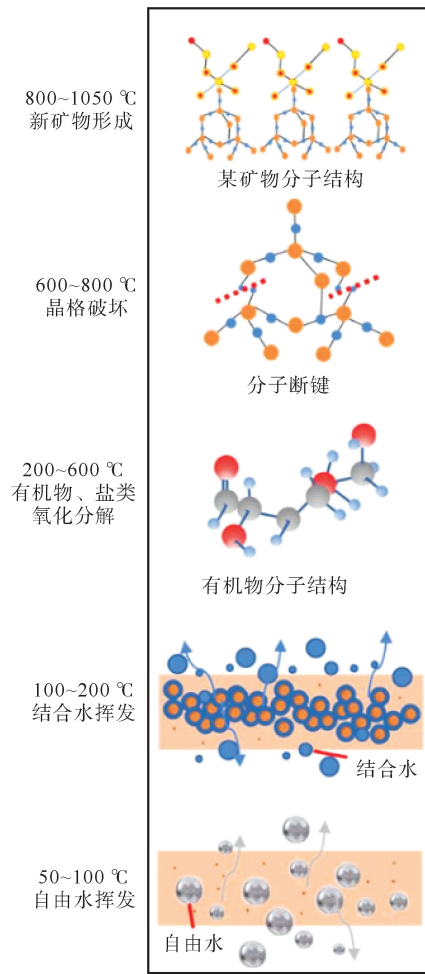 800~1050 ℃
新矿物形成
某矿物分子结构
600~800 ℃
晶格破坏
分子断键
200~600 ℃
有机物、盐类
氧化分解
有机物分子结构
100~200 ℃
结合水挥发
结合水
50~100 ℃
自由水挥发
自由水